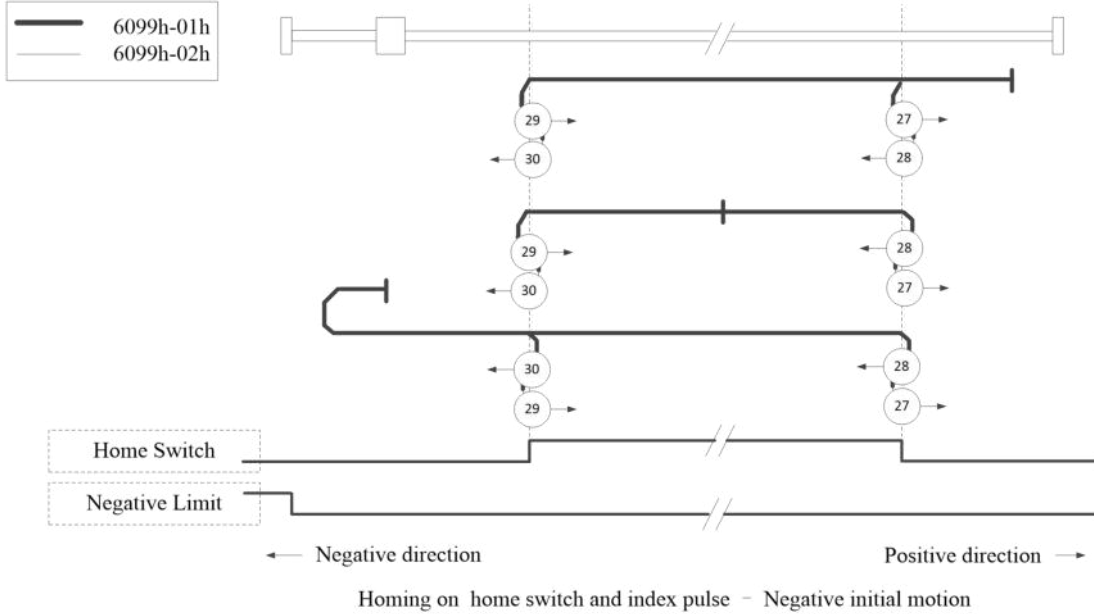 6099h-01h
6099h-02h
29
27
30
28
29
28
30
27
30
28
29
27
Home Switch
Negative Limit
Negative direction
Positive direction
Homing on home switch and index pulse - Negative initial motion